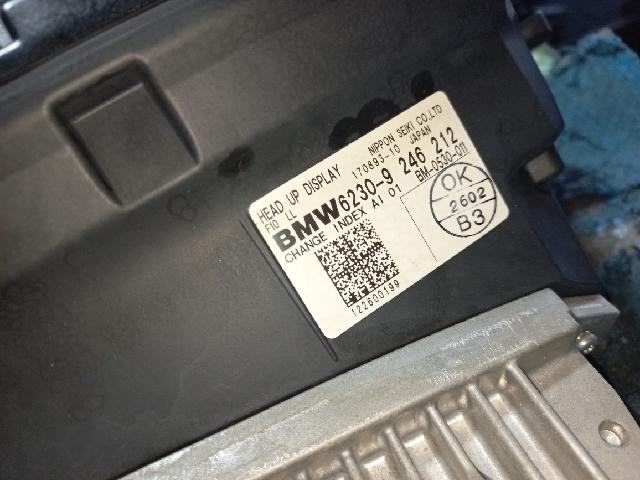 HEAD UP DISPLAY NIPPON SEIKI CO.,LTD
F10 LL 170893-10 JAPAN
BMW 6230-9 246 212
CHANGE INDEX AI 01 BM-0530-011
OK
2602
B3
122600199